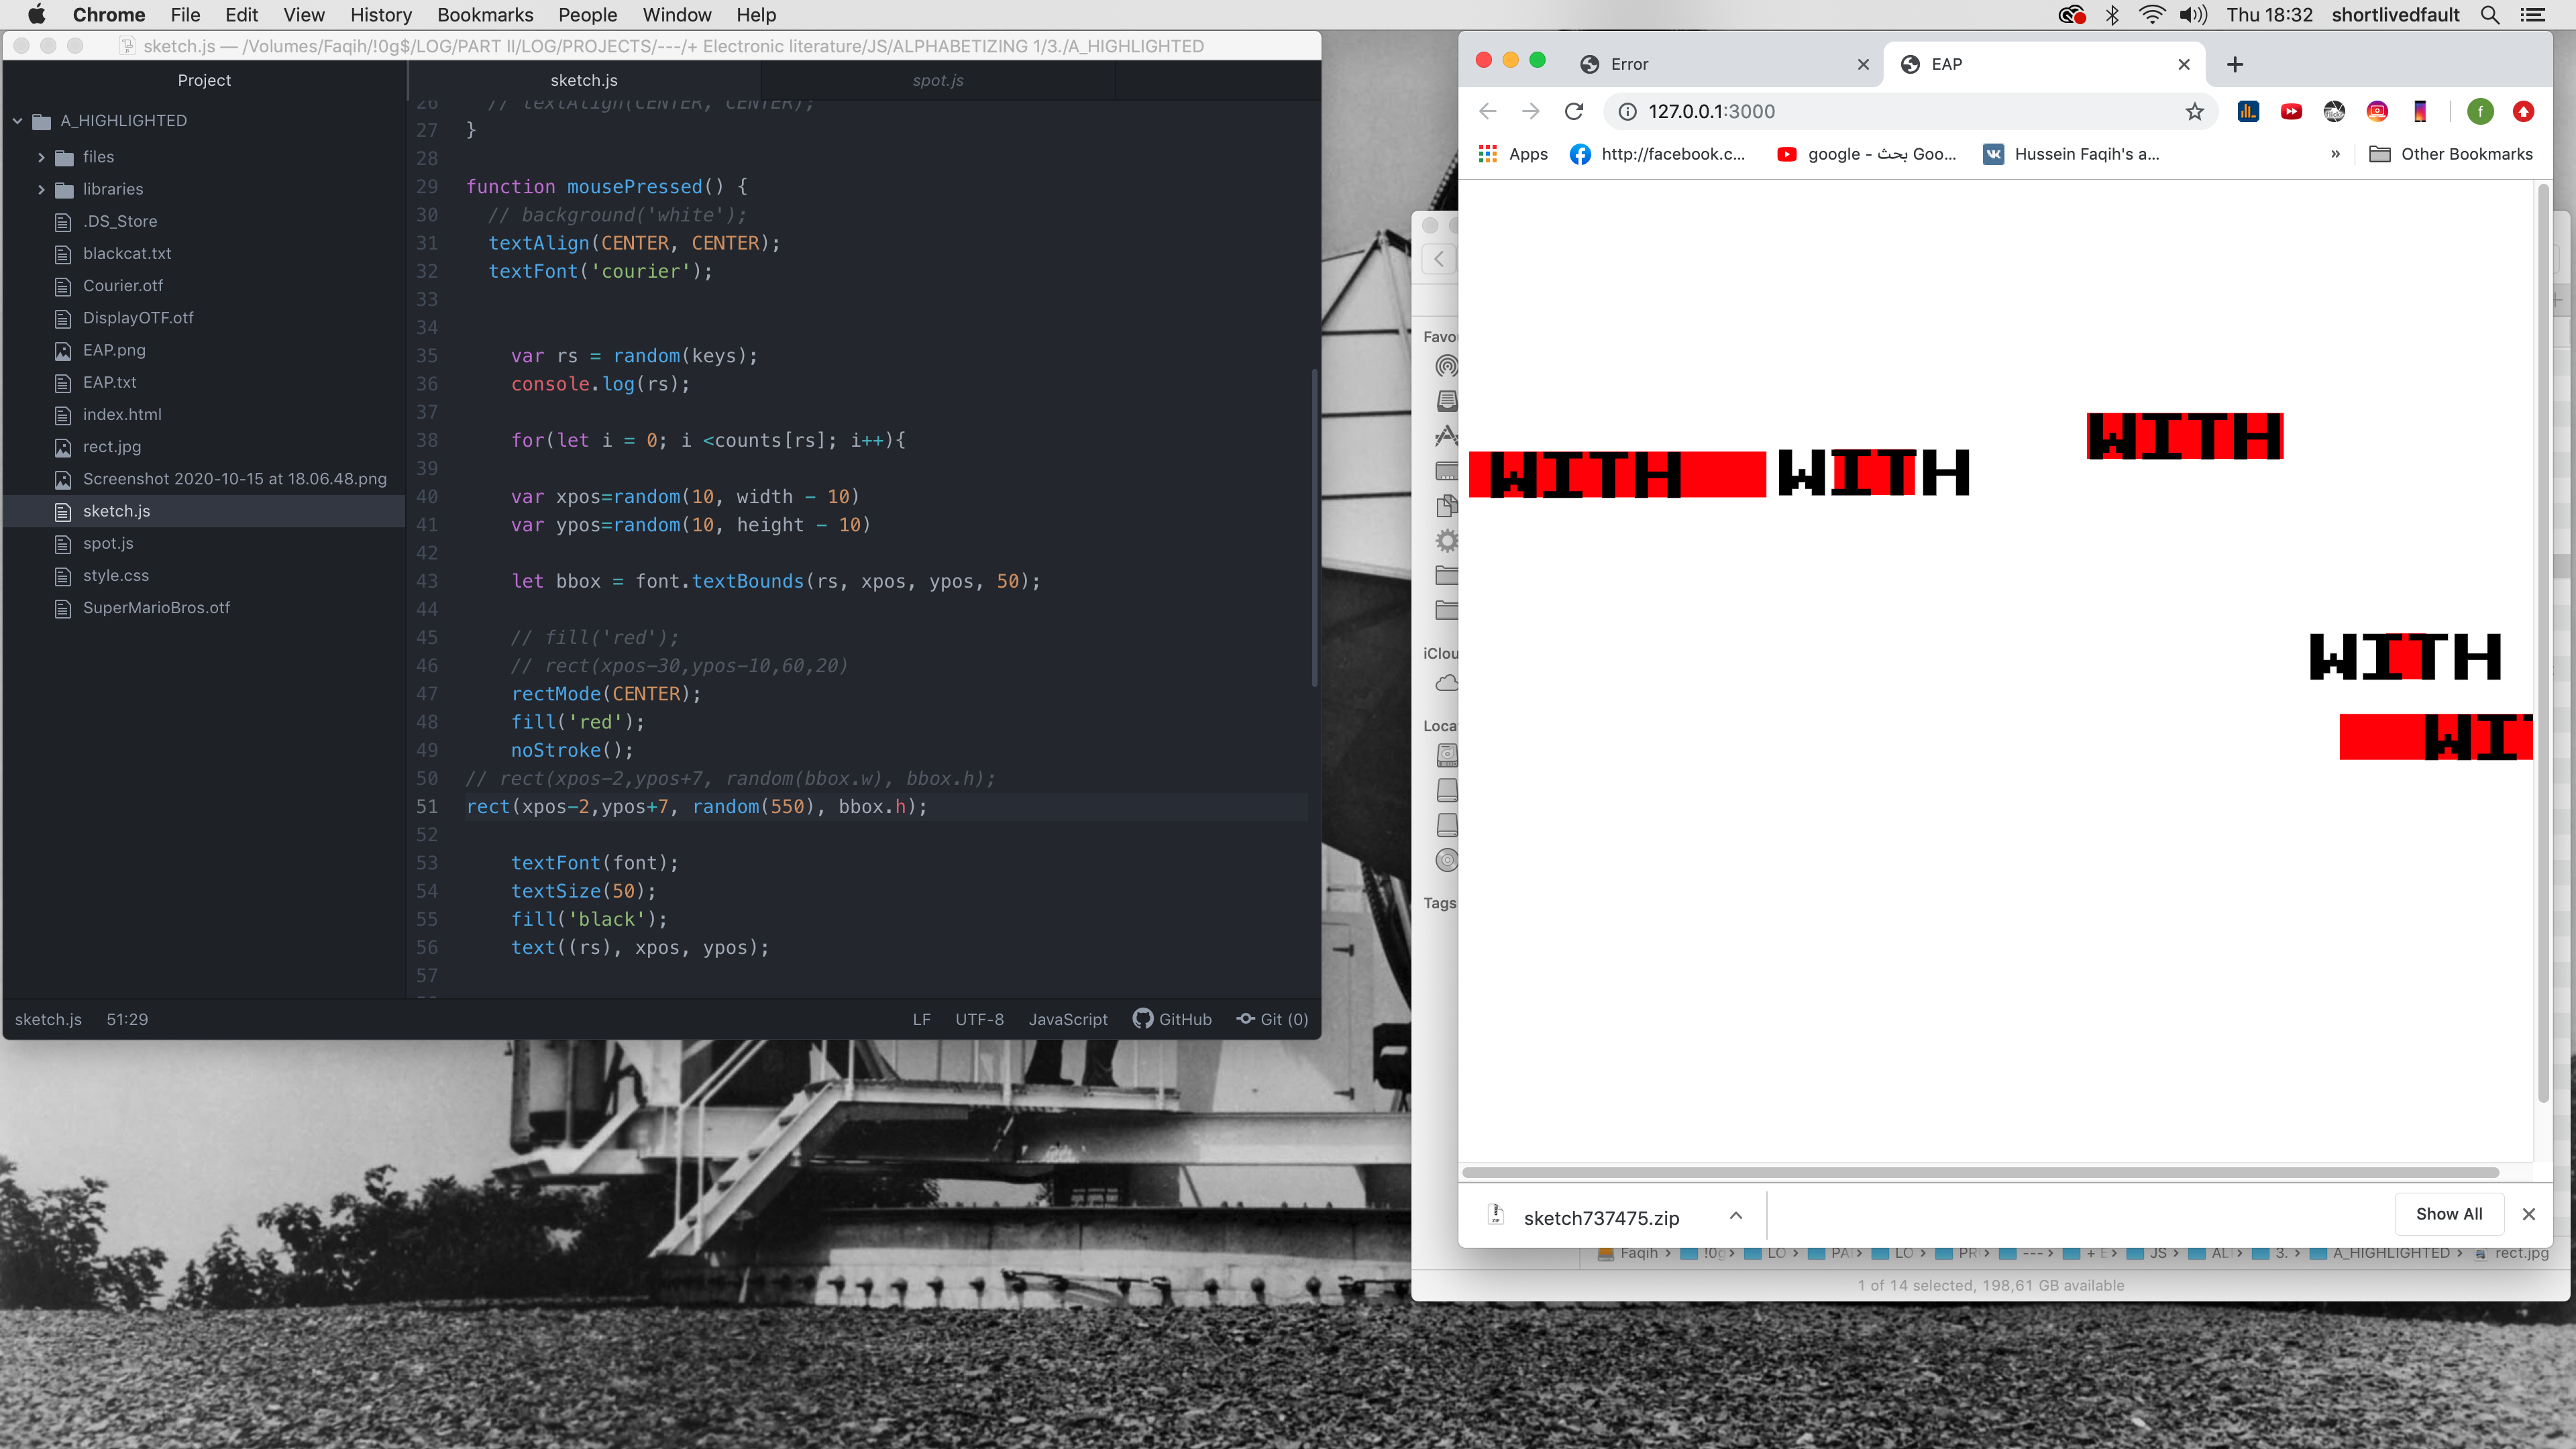 Chrome File Edit View History Bookmarks People Window Help
Thu 18:32 shortlivedfault
sketch.js — /Volumes/Faqih/!0g$/LOG/PART II/LOG/PROJECTS/---/+ Electronic literature/JS/ALPHABETIZING 1/3./A_HIGHLIGHTED
Project
A_HIGHLIGHTED
files
libraries
.DS_Store
blackcat.txt
Courier.otf
DisplayOTF.otf
EAP.png
EAP.txt
index.html
rect.jpg
Screenshot 2020-10-15 at 18.06.48.png
sketch.js
spot.js
style.css
SuperMarioBros.otf
sketch.js spot.js
26 // textAlign(CENTER, CENTER);
27 }
28
29 function mousePressed() {
30 // background('white');
31 textAlign(CENTER, CENTER);
32 textFont('courier');
33
34
35 var rs = random(keys);
36 console.log(rs);
37
38 for(let i = 0; i <counts[rs]; i++){
39
40 var xpos=random(10, width - 10)
41 var ypos=random(10, height - 10)
42
43 let bbox = font.textBounds(rs, xpos, ypos, 50);
44
45 // fill('red');
46 // rect(xpos-30,ypos-10,60,20)
47 rectMode(CENTER);
48 fill('red');
49 noStroke();
50 // rect(xpos-2,ypos+7, random(bbox.w), bbox.h);
51 rect(xpos-2,ypos+7, random(550), bbox.h);
52
53 textFont(font);
54 textSize(50);
55 fill('black');
56 text((rs), xpos, ypos);
57
sketch.js 51:29
LF UTF-8 JavaScript GitHub Git (0)
Error EAP
127.0.0.1:3000
f
Apps http://facebook.c... google - بحث Goo... Hussein Faqih's a... » Other Bookmarks
WITH
WITH WITH
WITH
WIT
Favou
iClou
Locat
Tags
sketch737475.zip Show All
Faqih › !0g › LO › PA › LO › PR › --- › + E › JS › AL › 3. › A_HIGHLIGHTED › rect.jpg
1 of 14 selected, 198,61 GB available